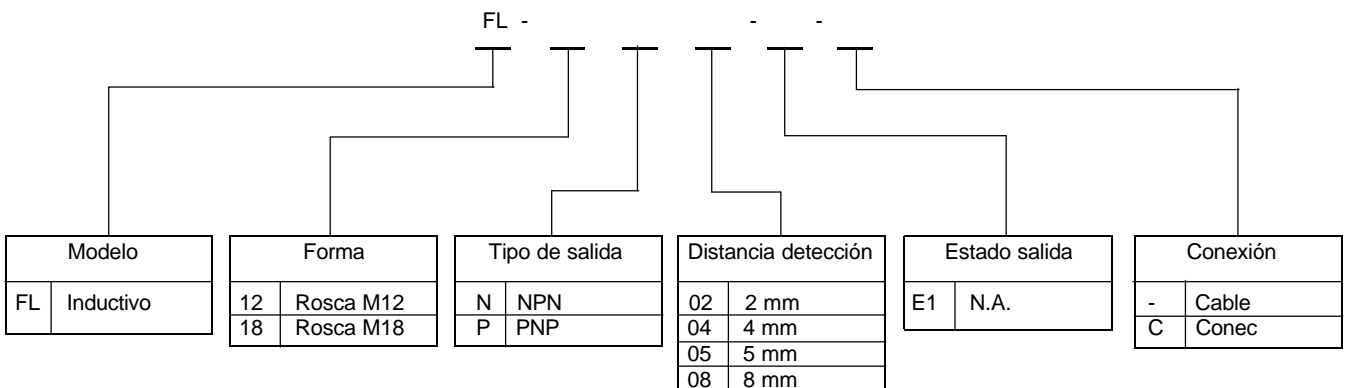 FL - - -
Modelo
FL Inductivo
Forma
12 Rosca M12
18 Rosca M18
Tipo de salida
N NPN
P PNP
Distancia detección
02 2 mm
04 4 mm
05 5 mm
08 8 mm
Estado salida
E1 N.A.
Conexión
- Cable
C Conec